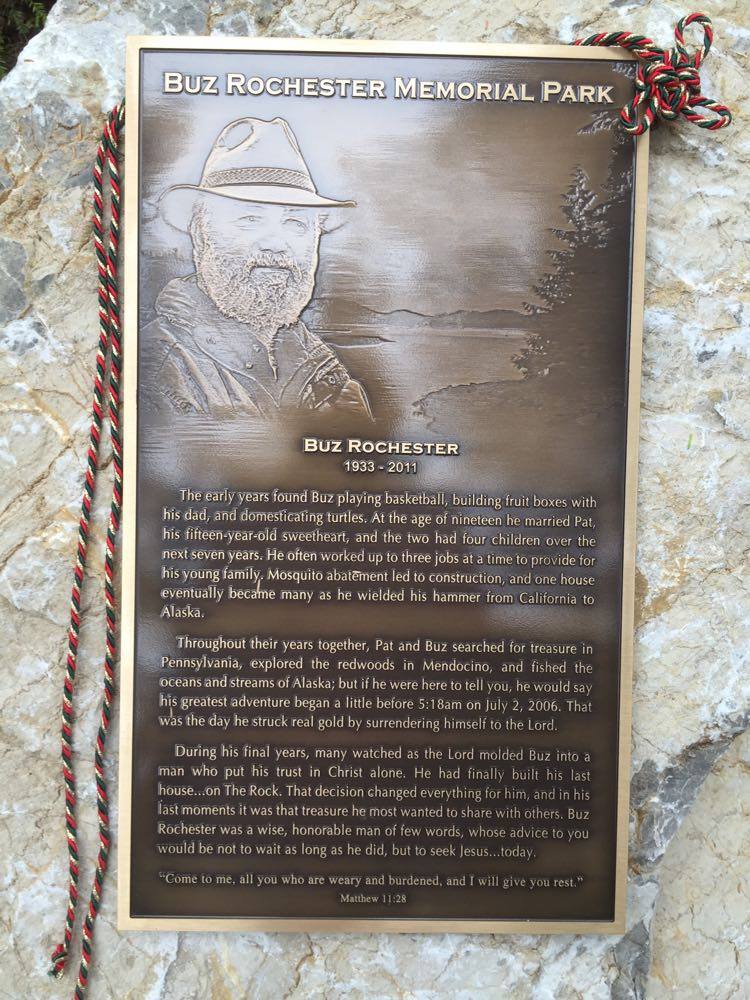 BUZ ROCHESTER MEMORIAL PARK
BUZ ROCHESTER
1933 - 2011
The early years found Buz playing basketball, building fruit boxes with
his dad, and domesticating turtles. At the age of nineteen he married Pat,
his fifteen-year-old sweetheart, and the two had four children over the
next seven years. He often worked up to three jobs at a time to provide for
his young family. Mosquito abatement led to construction, and one house
eventually became many as he wielded his hammer from California to
Alaska.
Throughout their years together, Pat and Buz searched for treasure in
Pennsylvania, explored the redwoods in Mendocino, and fished the
oceans and streams of Alaska; but if he were here to tell you, he would say
his greatest adventure began a little before 5:18am on July 2, 2006. That
was the day he struck real gold by surrendering himself to the Lord.
During his final years, many watched as the Lord molded Buz into a
man who put his trust in Christ alone. He had finally built his last
house...on The Rock. That decision changed everything for him, and in his
last moments it was that treasure he most wanted to share with others. Buz
Rochester was a wise, honorable man of few words, whose advice to you
would be not to wait as long as he did, but to seek Jesus...today.
“Come to me, all you who are weary and burdened, and I will give you rest.”
Matthew 11:28